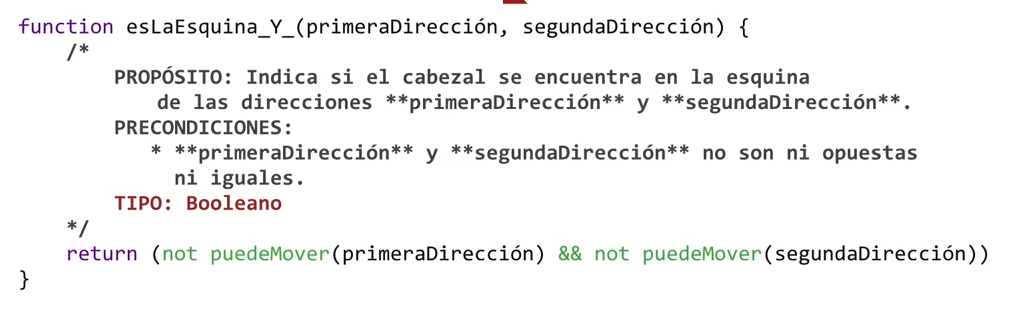 function esLaEsquina_Y_(primeraDirección, segundaDirección) {
/*
PROPÓSITO: Indica si el cabezal se encuentra en la esquina
de las direcciones **primeraDirección** y **segundaDirección**.
PRECONDICIONES:
* **primeraDirección** y **segundaDirección** no son ni opuestas
ni iguales.
TIPO: Booleano
*/
return (not puedeMover(primeraDirección) && not puedeMover(segundaDirección))
}